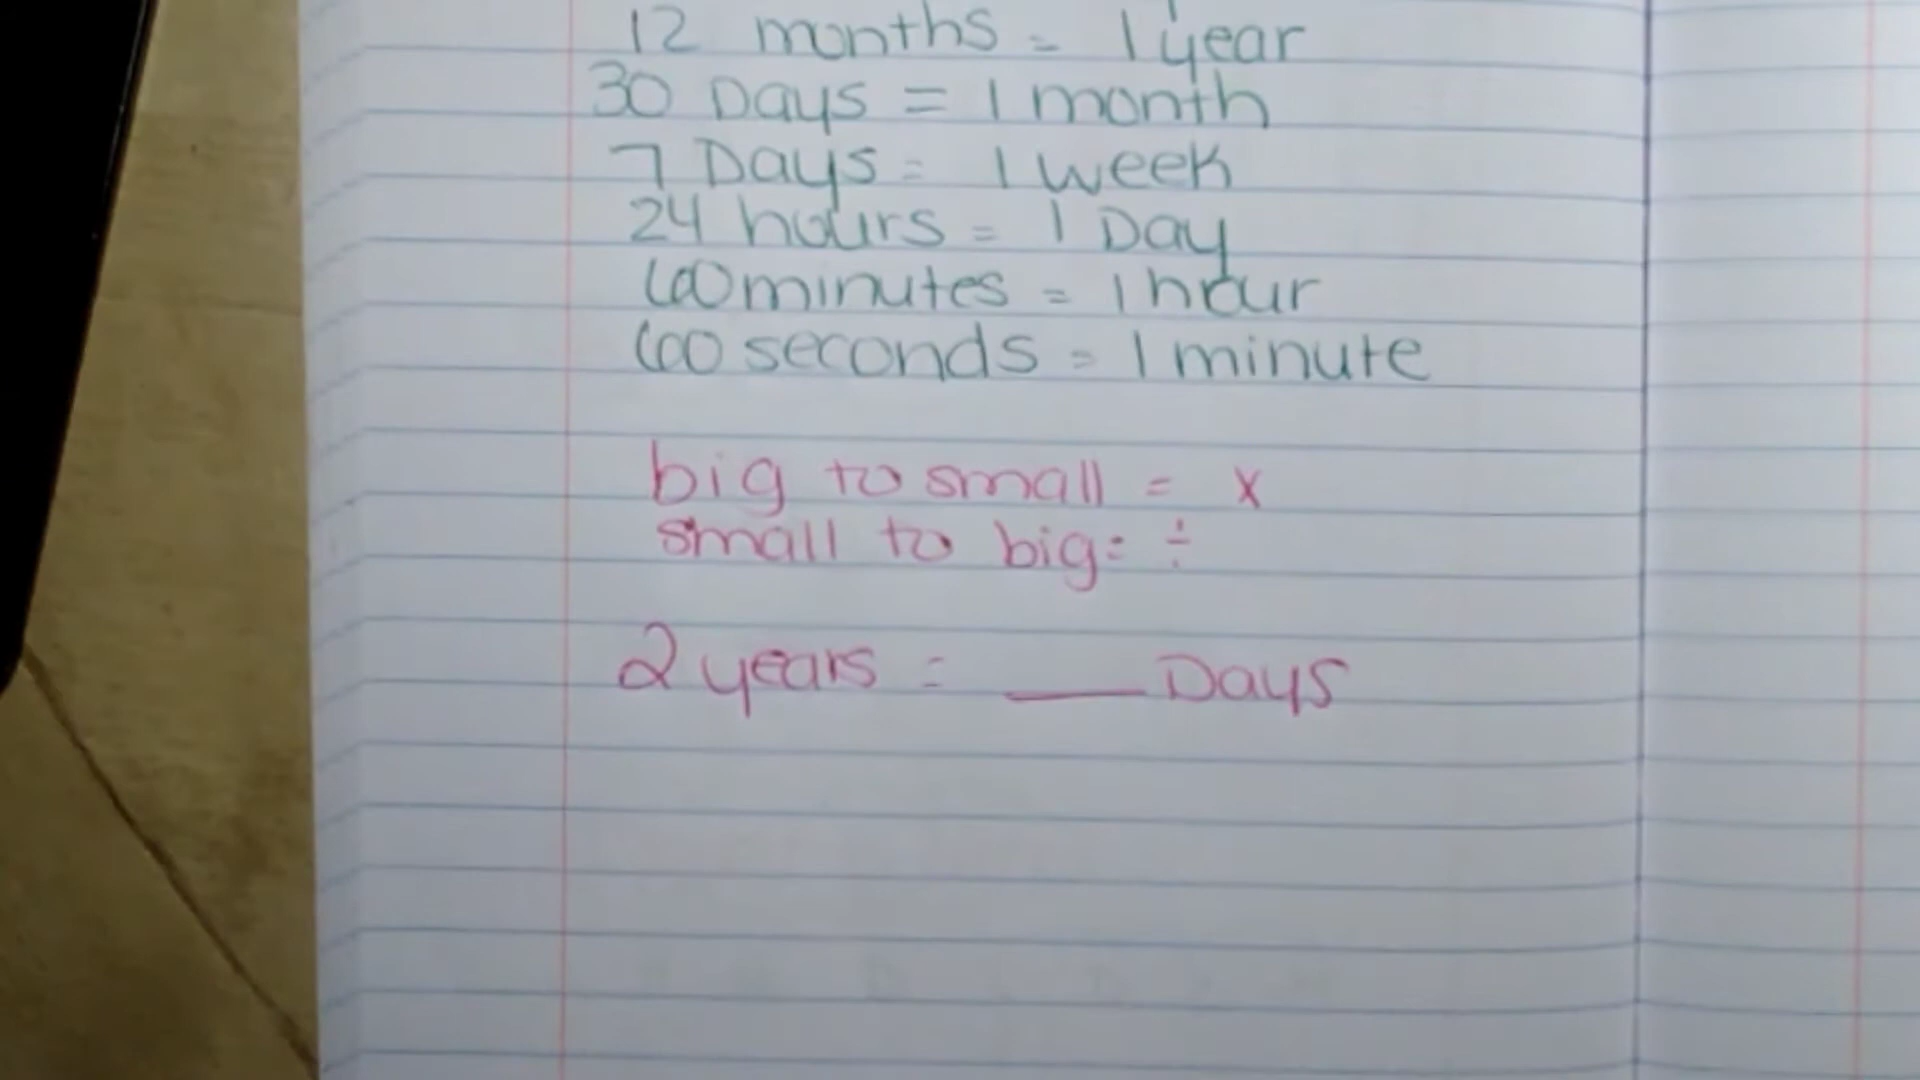 12 months = 1 year
30 Days = 1 month
7 Days = 1 week
24 hours = 1 Day
60 minutes = 1 hour
60 seconds = 1 minute
big to small = x
small to big = ÷
2 years = ___ Days